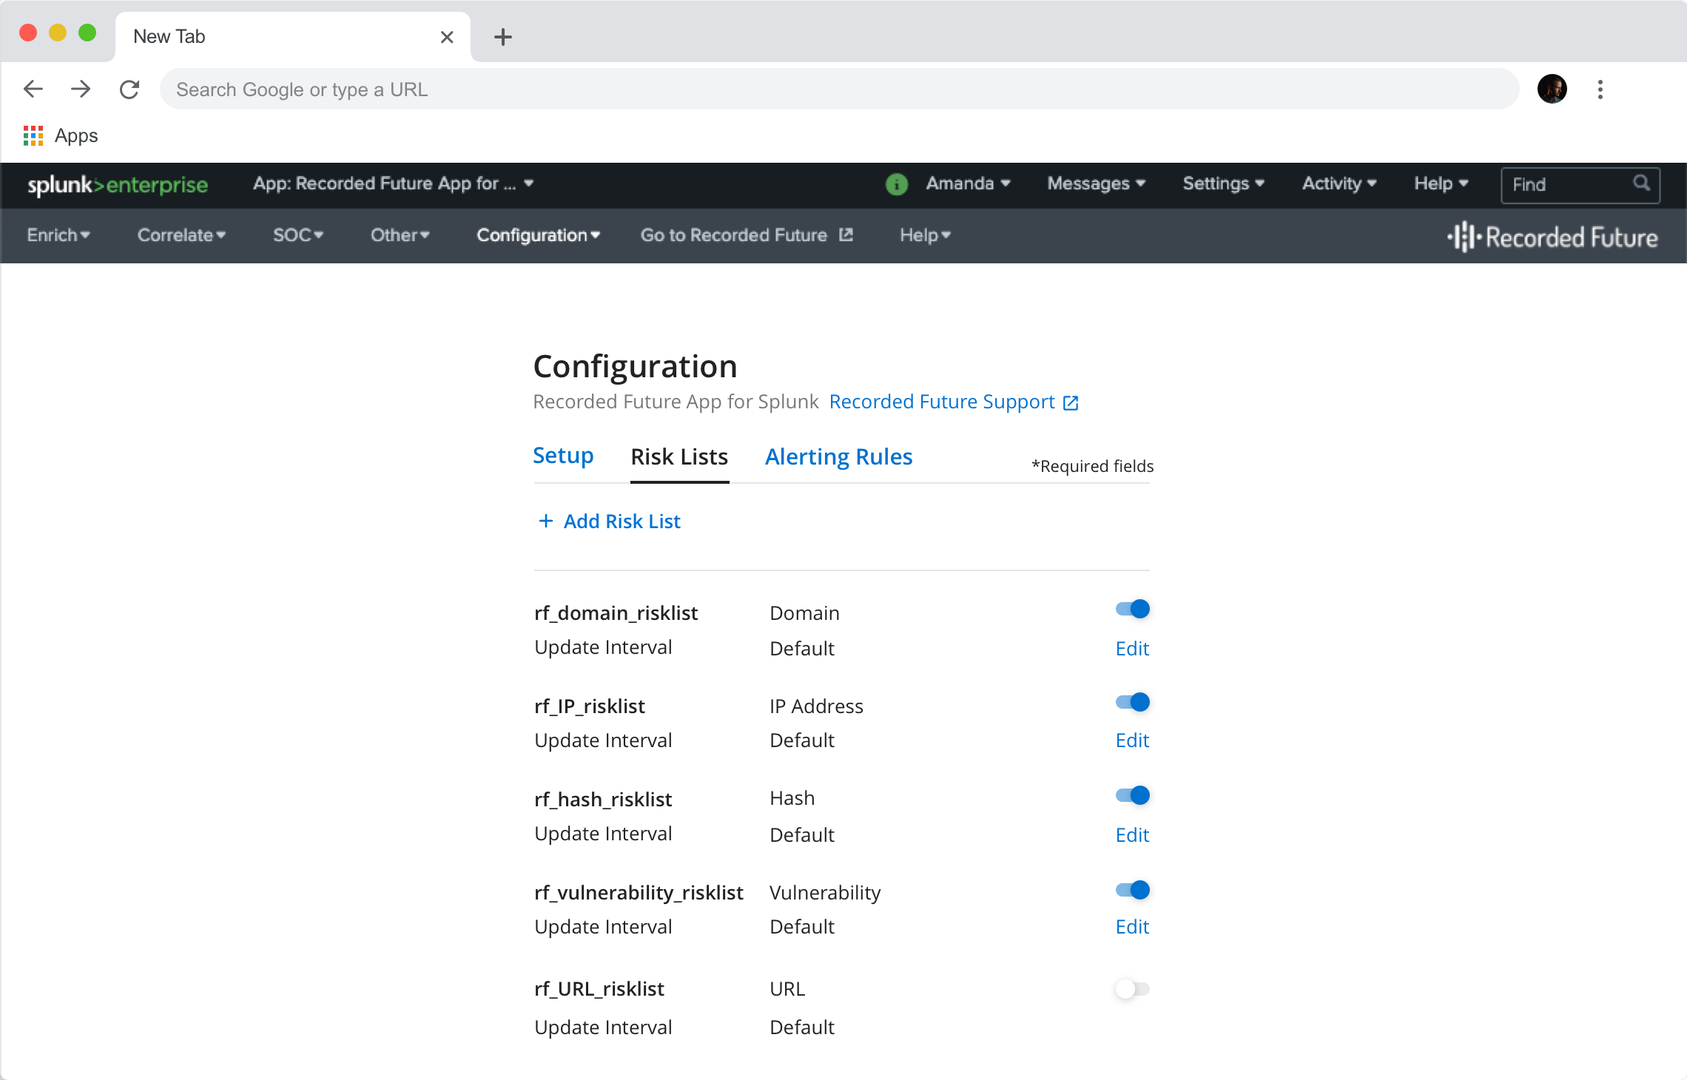 New Tab
Search Google or type a URL
Apps
splunk>enterprise App: Recorded Future App for ... i Amanda Messages Settings Activity Help Find
Enrich Correlate SOC Other Configuration Go to Recorded Future Help Recorded Future
Configuration
Recorded Future App for Splunk Recorded Future Support
Setup Risk Lists Alerting Rules *Required fields
+ Add Risk List
rf_domain_risklist Domain
Update Interval Default Edit
rf_IP_risklist IP Address
Update Interval Default Edit
rf_hash_risklist Hash
Update Interval Default Edit
rf_vulnerability_risklist Vulnerability
Update Interval Default Edit
rf_URL_risklist URL
Update Interval Default